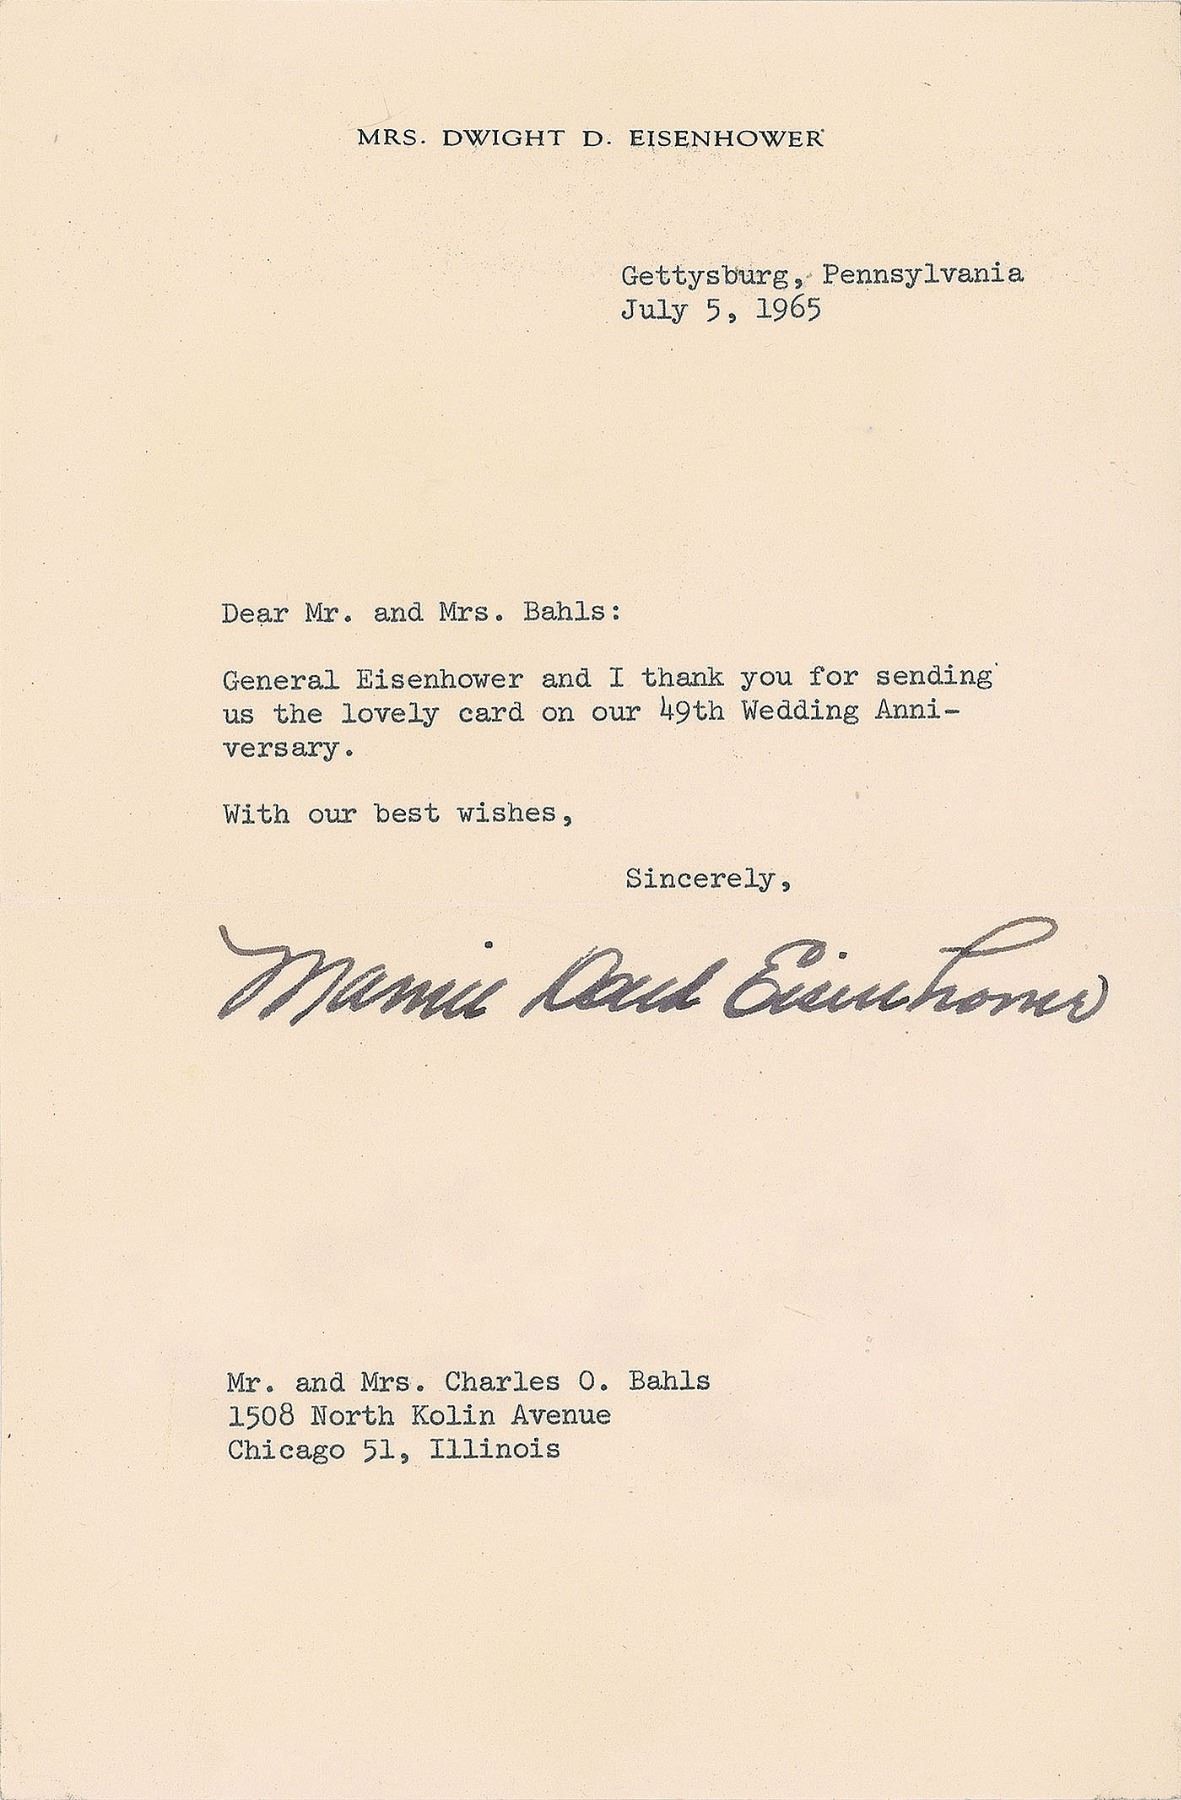 MRS. DWIGHT D. EISENHOWER
Gettysburg, Pennsylvania
July 5, 1965
Dear Mr. and Mrs. Bahls:
General Eisenhower and I thank you for sending
us the lovely card on our 49th Wedding Anni-
versary.
With our best wishes,
Sincerely,
Mamie Doud Eisenhower
Mr. and Mrs. Charles O. Bahls
1508 North Kolin Avenue
Chicago 51, Illinois